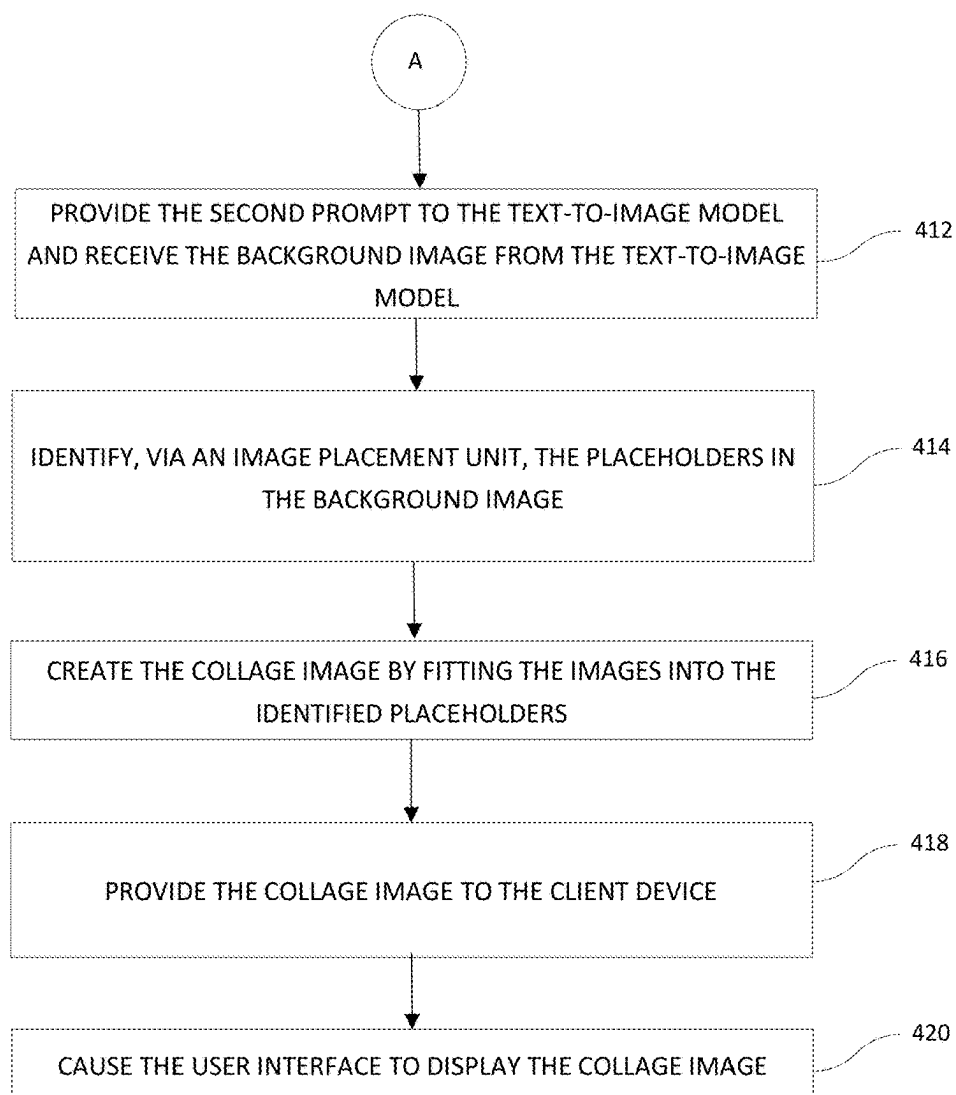 A
PROVIDE THE SECOND PROMPT TO THE TEXT-TO-IMAGE MODEL
AND RECEIVE THE BACKGROUND IMAGE FROM THE TEXT-TO-IMAGE
MODEL
412
IDENTIFY, VIA AN IMAGE PLACEMENT UNIT, THE PLACEHOLDERS IN
THE BACKGROUND IMAGE
414
CREATE THE COLLAGE IMAGE BY FITTING THE IMAGES INTO THE
IDENTIFIED PLACEHOLDERS
416
PROVIDE THE COLLAGE IMAGE TO THE CLIENT DEVICE
418
CAUSE THE USER INTERFACE TO DISPLAY THE COLLAGE IMAGE
420